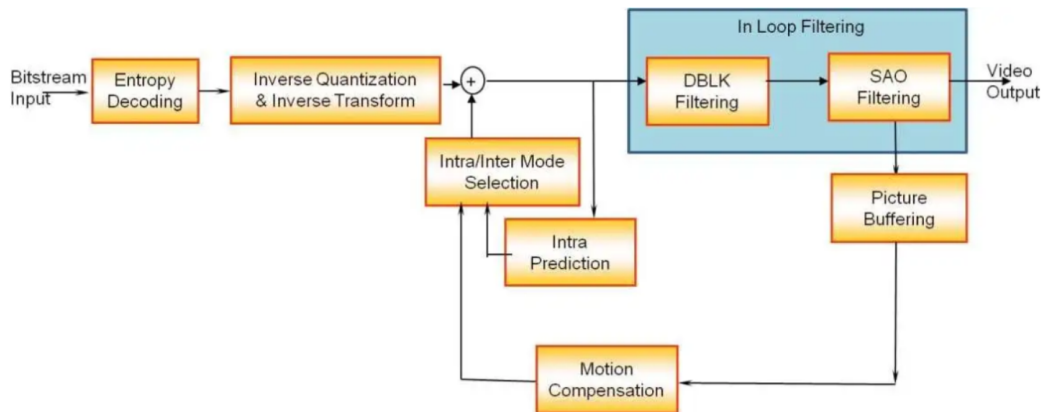 In Loop Filtering
Bitstream
Input
Entropy
Decoding
Inverse Quantization
& Inverse Transform
+
DBLK
Filtering
SAO
Filtering
Video
Output
Intra/Inter Mode
Selection
Picture
Buffering
Intra
Prediction
Motion
Compensation